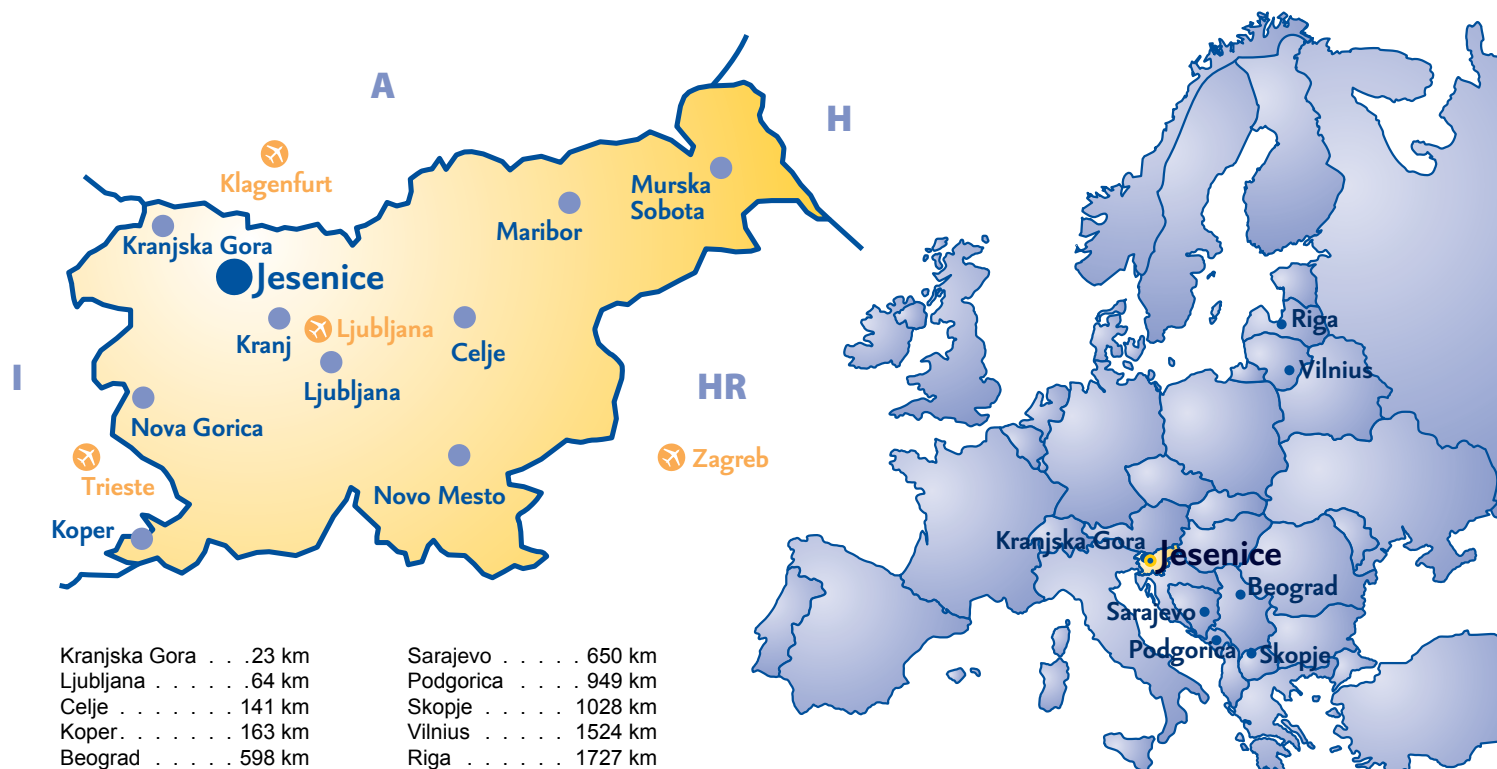 A
H
Klagenfurt
Murska
Sobota
Maribor
Kranjska Gora
Jesenice
Ljubljana
Kranj
Celje
Ljubljana
I
HR
Nova Gorica
Zagreb
Trieste
Novo Mesto
Koper
Riga
Vilnius
Kranjska Gora
Jesenice
Beograd
Sarajevo
Podgorica
Skopje
Kranjska Gora . . .23 km
Ljubljana . . . . . .64 km
Celje . . . . . . . 141 km
Koper. . . . . . . 163 km
Beograd . . . . . 598 km
Sarajevo . . . . . 650 km
Podgorica . . . . 949 km
Skopje . . . . . 1028 km
Vilnius . . . . . 1524 km
Riga . . . . . . 1727 km